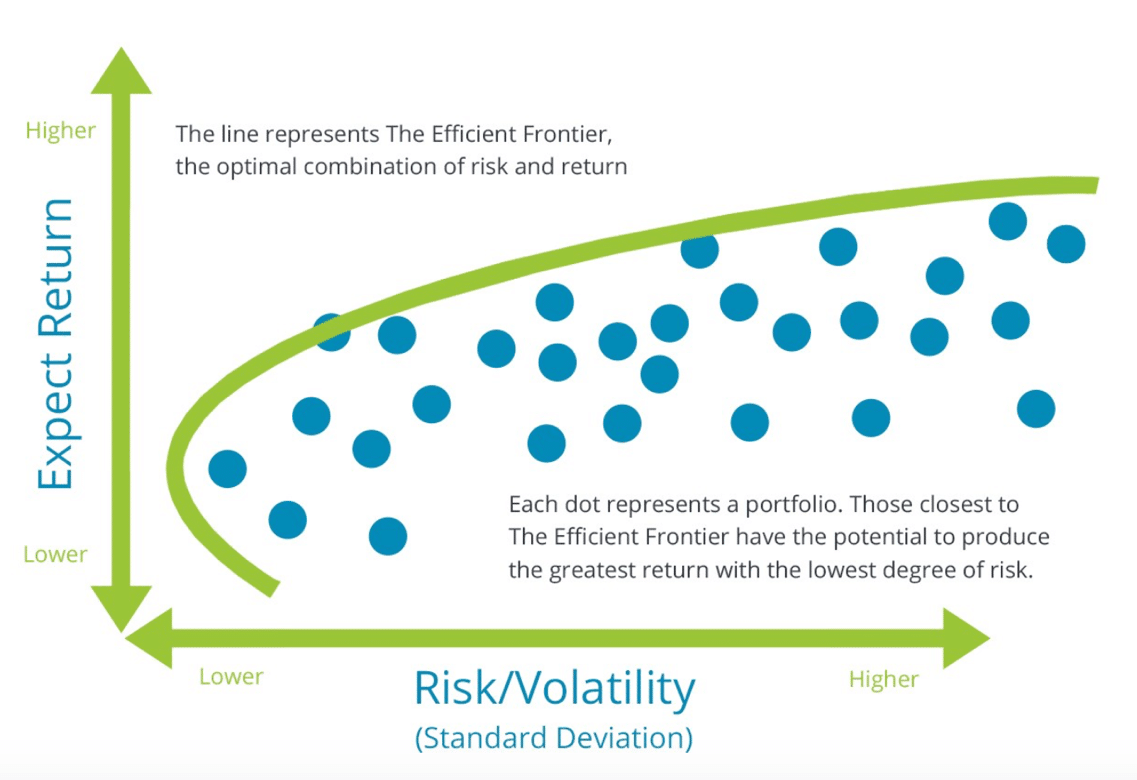 Higher
The line represents The Efficient Frontier,
the optimal combination of risk and return
Expect Return
Each dot represents a portfolio. Those closest to
The Efficient Frontier have the potential to produce
the greatest return with the lowest degree of risk.
Lower
Lower
Higher
Risk/Volatility
(Standard Deviation)